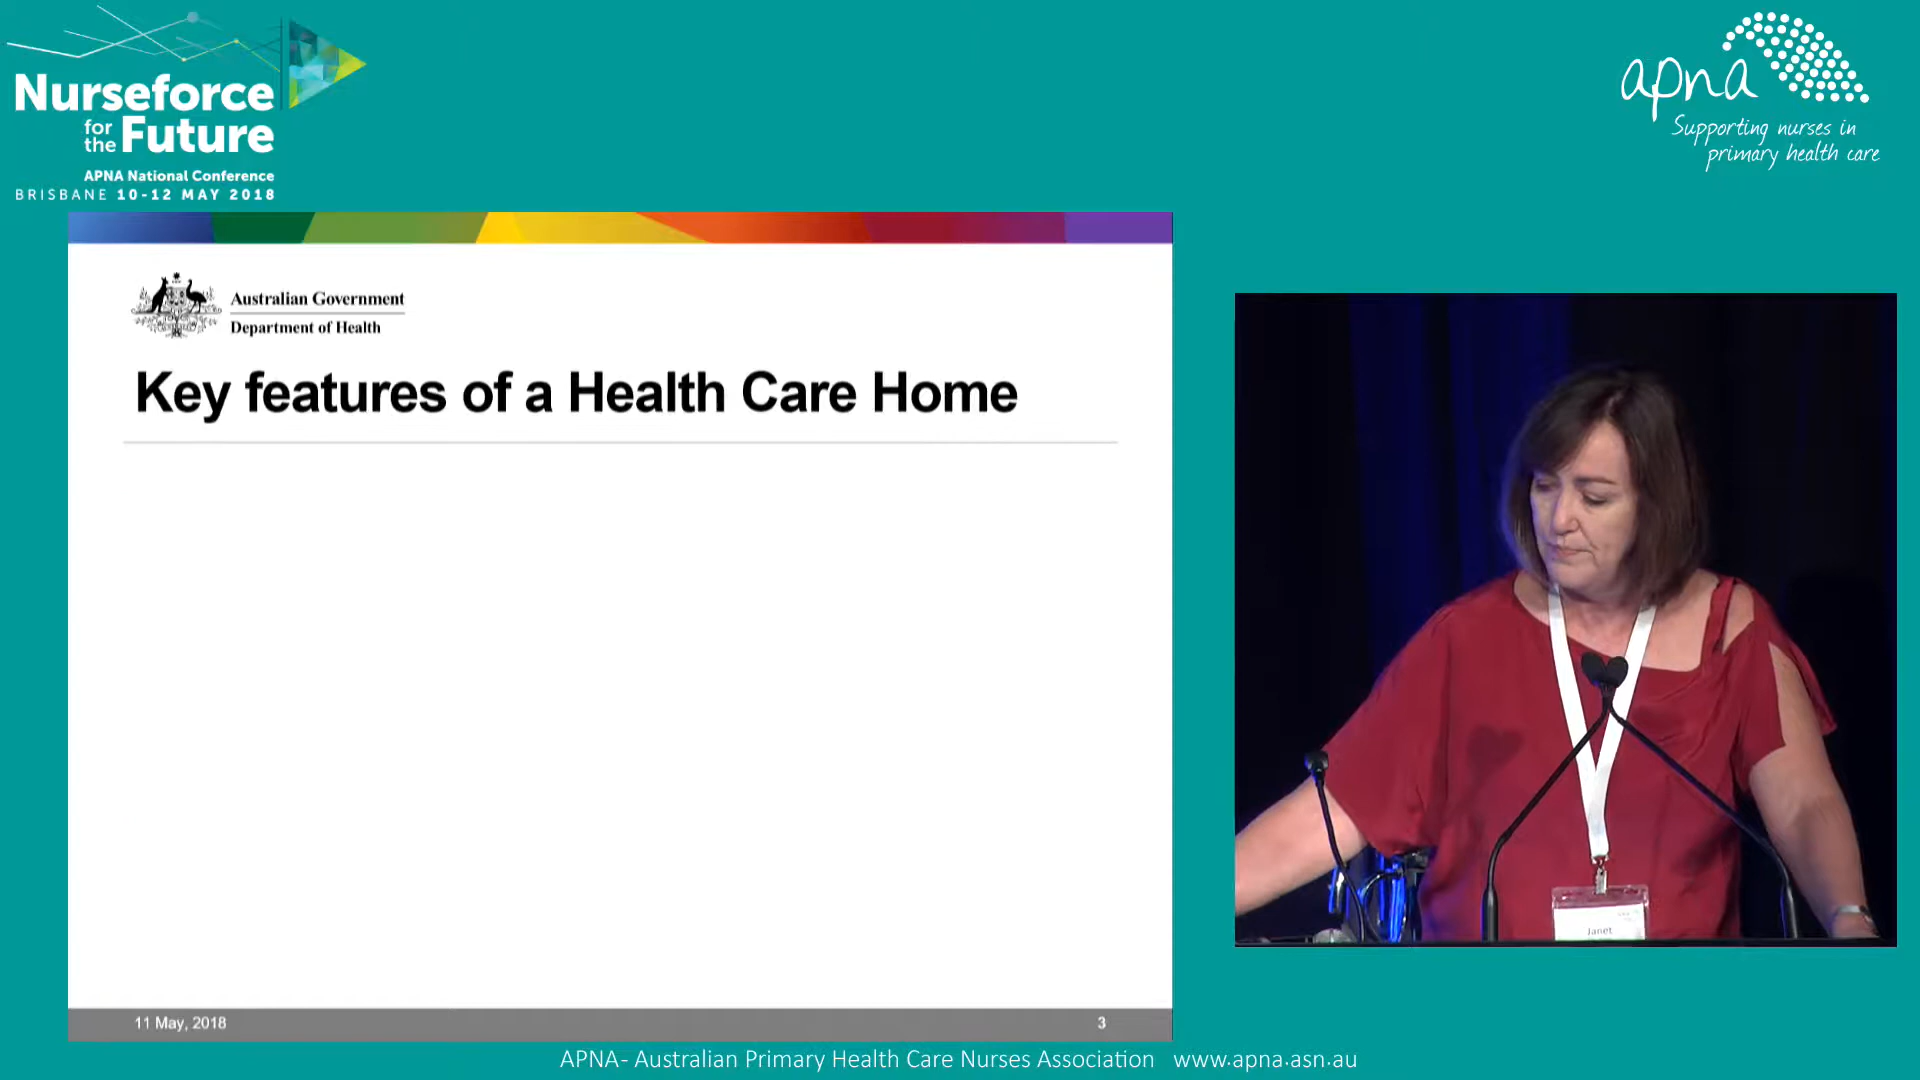 Nurseforce
for
the Future
APNA National Conference
BRISBANE 10-12 MAY 2018
apna
Supporting nurses in
primary health care
Australian Government
Department of Health
Key features of a Health Care Home
Janet
11 May, 2018
3
APNA- Australian Primary Health Care Nurses Association www.apna.asn.au